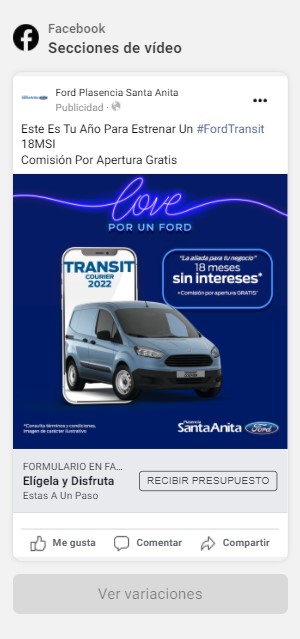 Facebook
Secciones de vídeo
Ford Plasencia Santa Anita
Publicidad ·
Este Es Tu Año Para Estrenar Un #FordTransit
18MSI
Comisión Por Apertura Gratis
love
POR UN FORD
TRANSIT
COURIER
2022
"La aliada para tu negocio"
18 meses
sin intereses*
+Comisión por apertura GRATIS*
*Consulta términos y condiciones.
Imagen de carácter ilustrativo
Plasencia
Santa Anita Ford
FORMULARIO EN FA...
Elígela y Disfruta
Estas A Un Paso
RECIBIR PRESUPUESTO
Me gusta
Comentar
Compartir
Ver variaciones